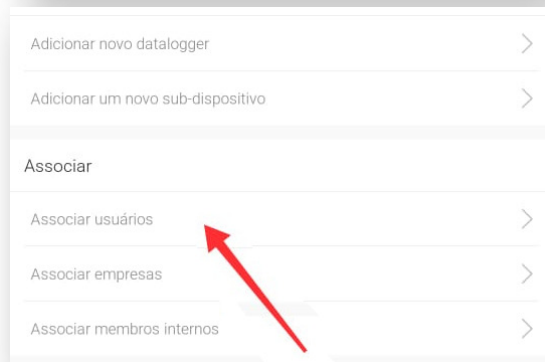 Adicionar novo datalogger
Adicionar um novo sub-dispositivo
Associar
Associar usuários
Associar empresas
Associar membros internos